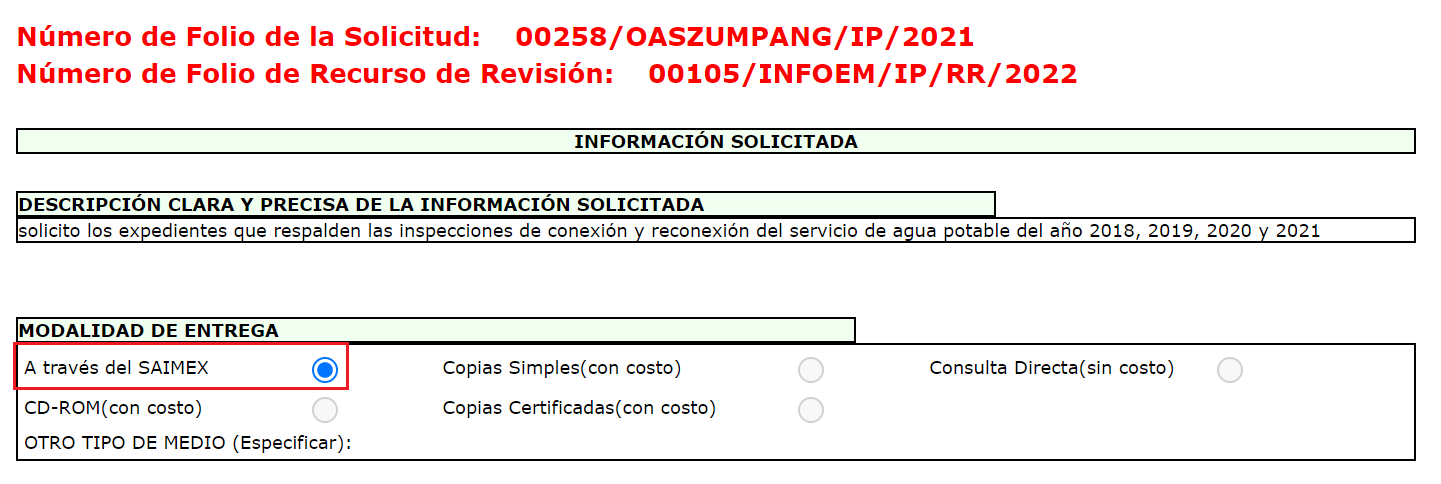 Número de Folio de la Solicitud: 00258/OASZUMPANG/IP/2021
Número de Folio de Recurso de Revisión: 00105/INFOEM/IP/RR/2022
INFORMACIÓN SOLICITADA
DESCRIPCIÓN CLARA Y PRECISA DE LA INFORMACIÓN SOLICITADA
solicito los expedientes que respalden las inspecciones de conexión y reconexión del servicio de agua potable del año 2018, 2019, 2020 y 2021
MODALIDAD DE ENTREGA
A través del SAIMEX Copias Simples(con costo) Consulta Directa(sin costo)
CD-ROM(con costo) Copias Certificadas(con costo)
OTRO TIPO DE MEDIO (Especificar):